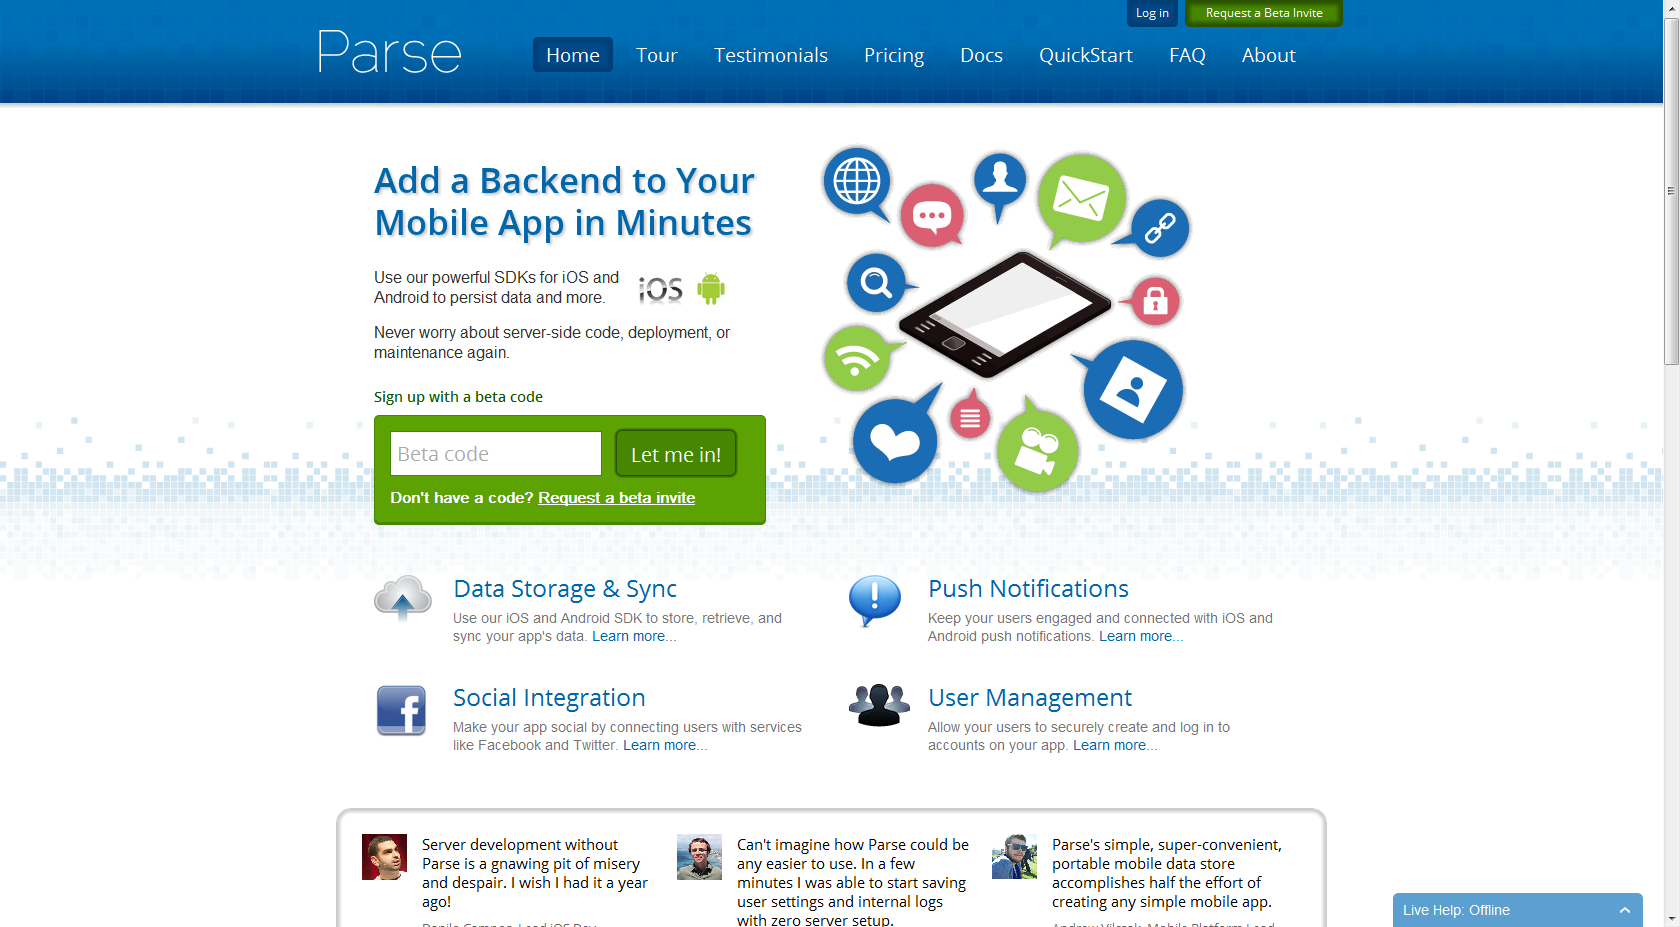 Log in
Request a Beta Invite
Parse
Home
Tour
Testimonials
Pricing
Docs
QuickStart
FAQ
About
Add a Backend to Your
Mobile App in Minutes
Use our powerful SDKs for iOS and
Android to persist data and more.
iOS
Never worry about server-side code, deployment, or
maintenance again.
Sign up with a beta code
Beta code
Let me in!
Don't have a code? Request a beta invite
Data Storage & Sync
Use our iOS and Android SDK to store, retrieve, and
sync your app's data. Learn more...
Push Notifications
Keep your users engaged and connected with iOS and
Android push notifications. Learn more...
Social Integration
Make your app social by connecting users with services
like Facebook and Twitter. Learn more...
User Management
Allow your users to securely create and log in to
accounts on your app. Learn more...
Server development without
Parse is a gnawing pit of misery
and despair. I wish I had it a year
ago!
Can't imagine how Parse could be
any easier to use. In a few
minutes I was able to start saving
user settings and internal logs
with zero server setup.
Parse's simple, super-convenient,
portable mobile data store
accomplishes half the effort of
creating any simple mobile app.
Live Help: Offline